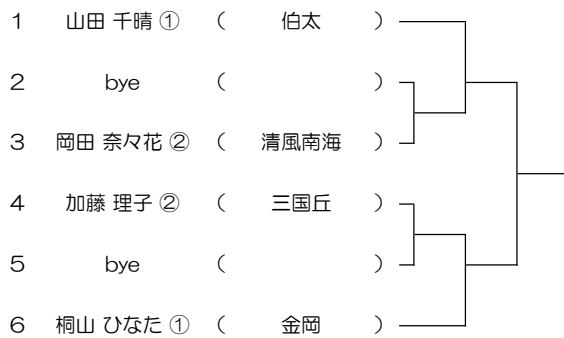 1 山田 千晴 ① ( 伯太 )
2 bye ( )
3 岡田 奈々花 ② ( 清風南海 )
4 加藤 理子 ② ( 三国丘 )
5 bye ( )
6 桐山 ひなた ① ( 金岡 )